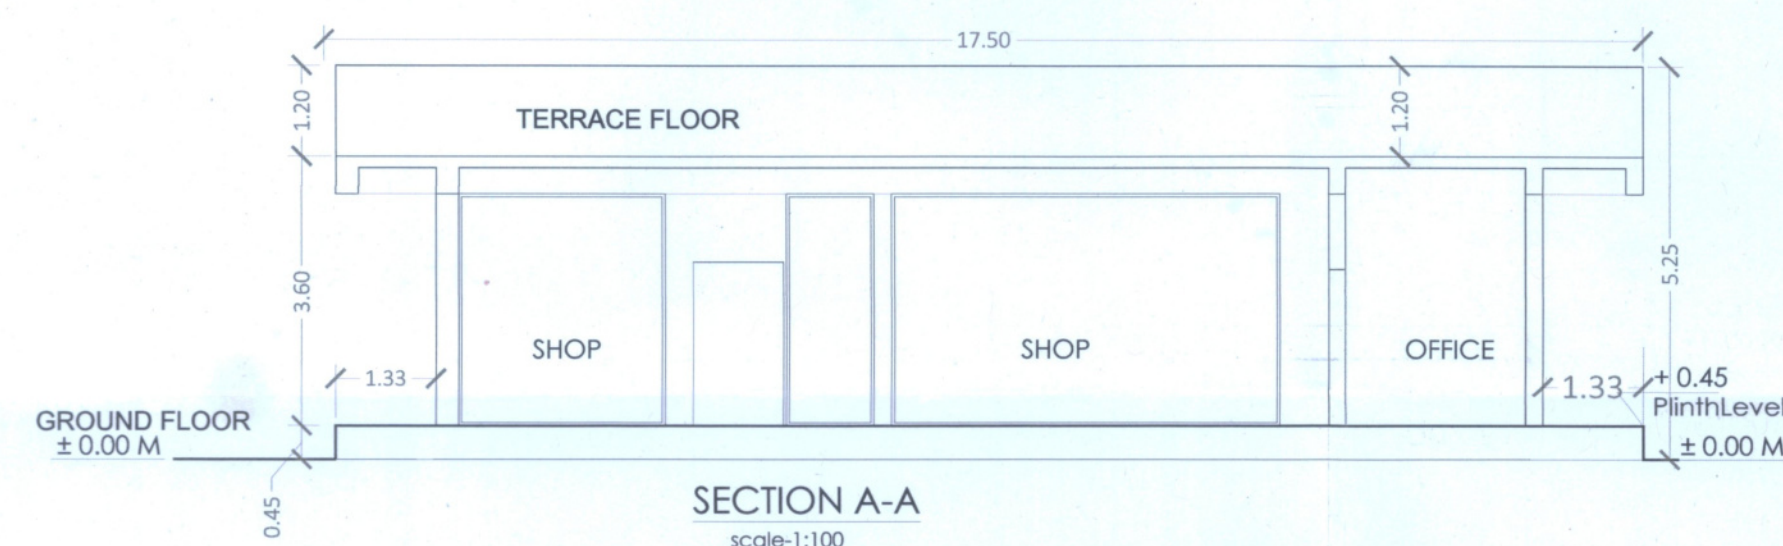 17.50
1.20
TERRACE FLOOR
1.20
3.60
5.25
SHOP
SHOP
OFFICE
1.33
1.33
+ 0.45
PlinthLevel
GROUND FLOOR
± 0.00 M
± 0.00 M
0.45
SECTION A-A
scale-1:100